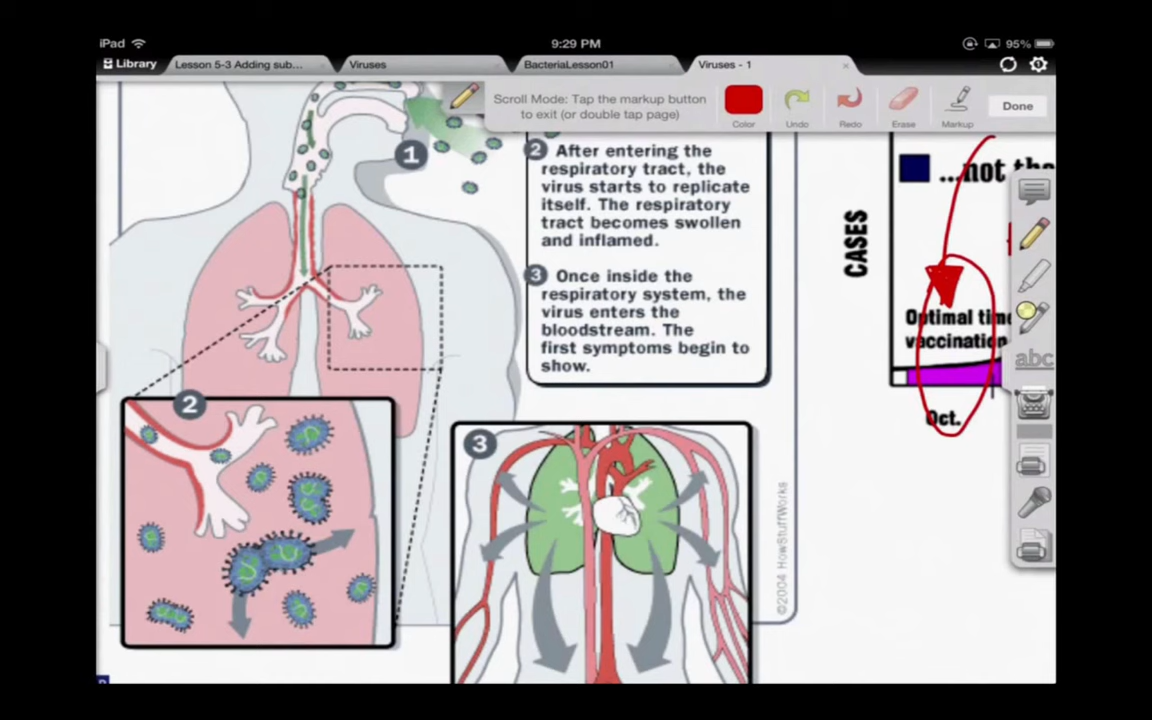 iPad
9:29 PM
95%
Library
Lesson 5-3 Adding sub...
Viruses
BacteriaLesson01
Viruses - 1
Scroll Mode: Tap the markup button
to exit (or double tap page)
Color
Undo
Redo
Erase
Markup
Done
1
2 After entering the
respiratory tract, the
virus starts to replicate
itself. The respiratory
tract becomes swollen
and inflamed.
3 Once inside the
respiratory system, the
virus enters the
bloodstream. The
first symptoms begin to
show.
2
3
©2004 HowStuffWorks
CASES
...not the
Optimal time
vaccination
Oct.
abc